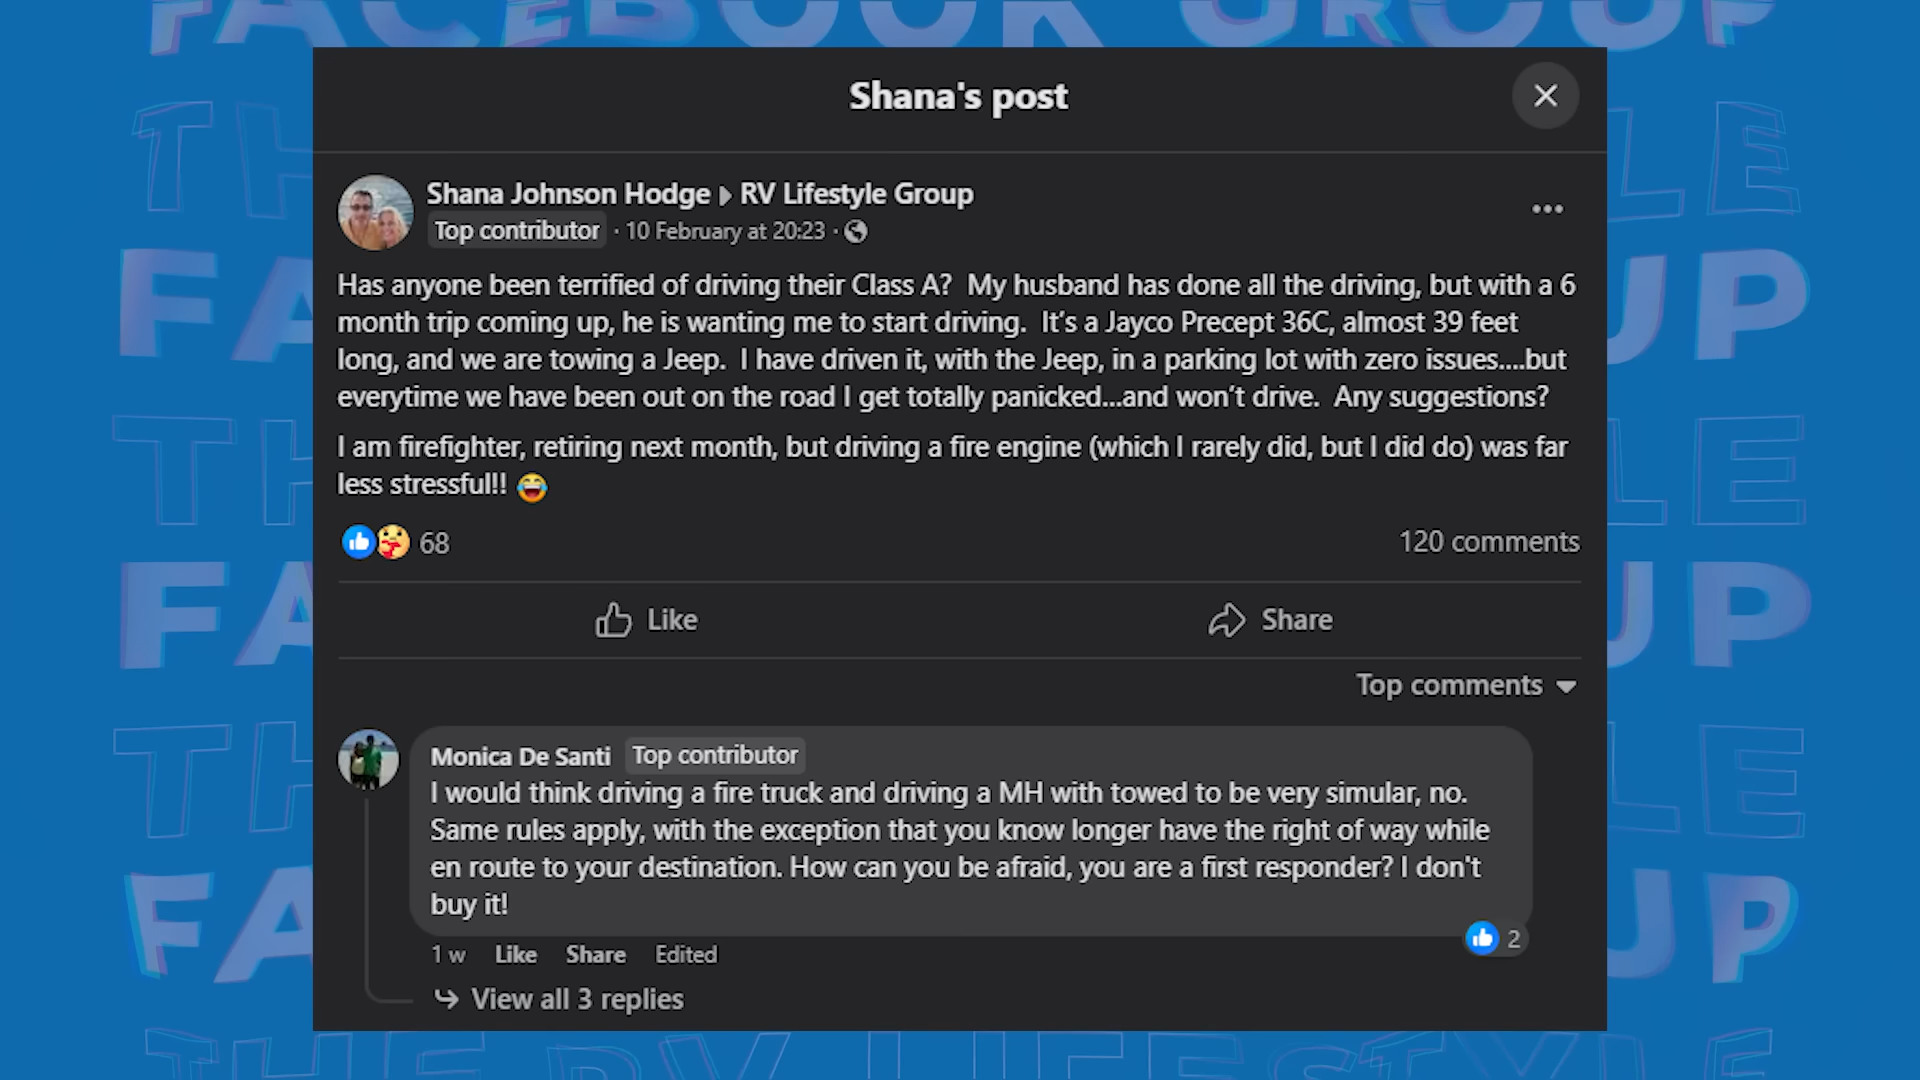 FACEBOOK GROUP
Shana's post
Shana Johnson Hodge RV Lifestyle Group
Top contributor · 10 February at 20:23 ·
Has anyone been terrified of driving their Class A?  My husband has done all the driving, but with a 6
month trip coming up, he is wanting me to start driving.  It's a Jayco Precept 36C, almost 39 feet
long, and we are towing a Jeep.  I have driven it, with the Jeep, in a parking lot with zero issues....but
everytime we have been out on the road I get totally panicked...and won't drive.  Any suggestions?
I am firefighter, retiring next month, but driving a fire engine (which I rarely did, but I did do) was far
less stressful!! 😂
68
120 comments
Like
Share
Top comments
Monica De Santi Top contributor
I would think driving a fire truck and driving a MH with towed to be very simular, no.
Same rules apply, with the exception that you know longer have the right of way while
en route to your destination. How can you be afraid, you are a first responder? I don't
buy it!
2
1 w Like Share Edited
View all 3 replies
THE RV LIFESTYLE